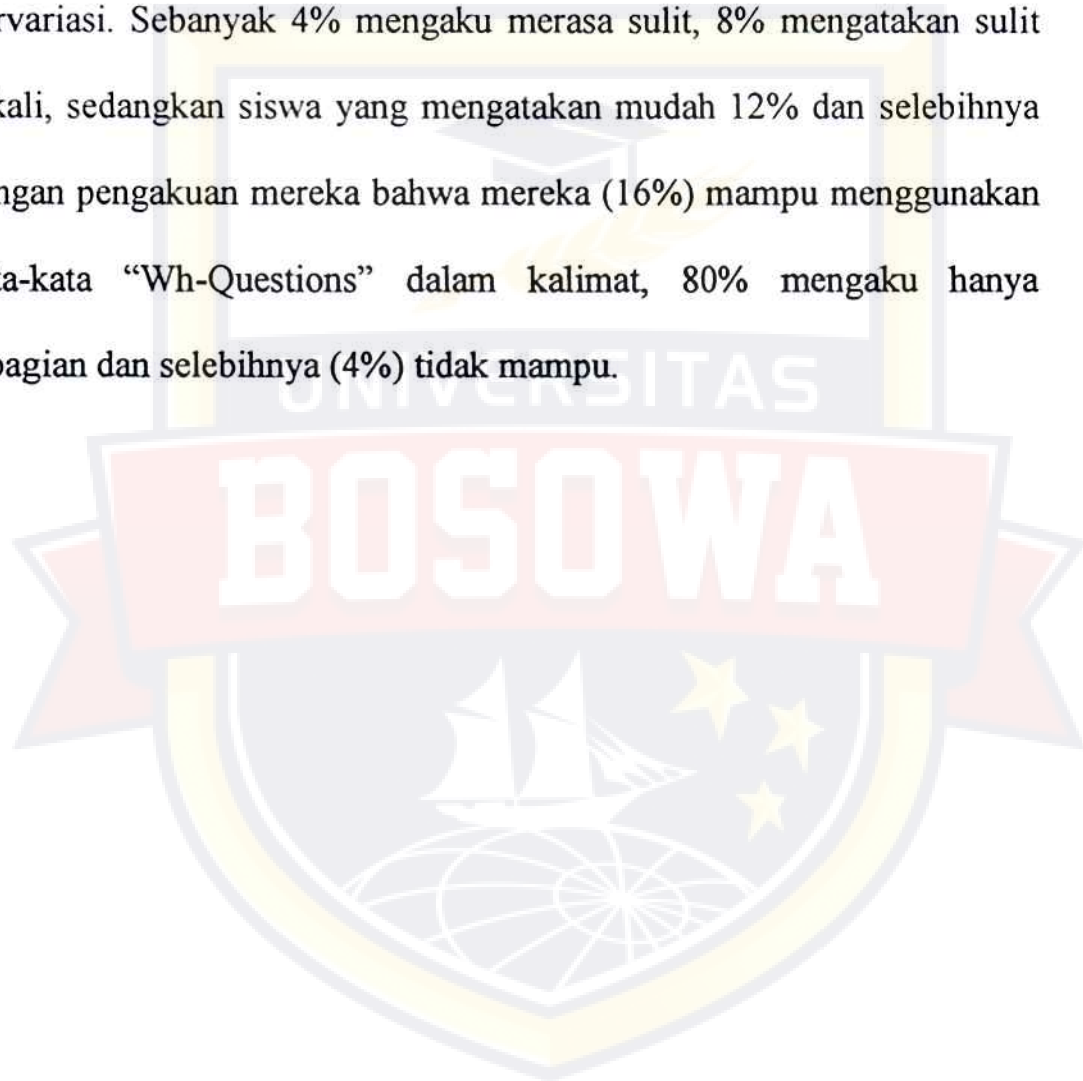 rvariasi. Sebanyak 4% mengaku merasa sulit, 8% mengatakan sulit
kali, sedangkan siswa yang mengatakan mudah 12% dan selebihnya
ngan pengakuan mereka bahwa mereka (16%) mampu menggunakan
ta-kata “Wh-Questions” dalam kalimat, 80% mengaku hanya
bagian dan selebihnya (4%) tidak mampu.
UNIVERSITAS
BOSOWA